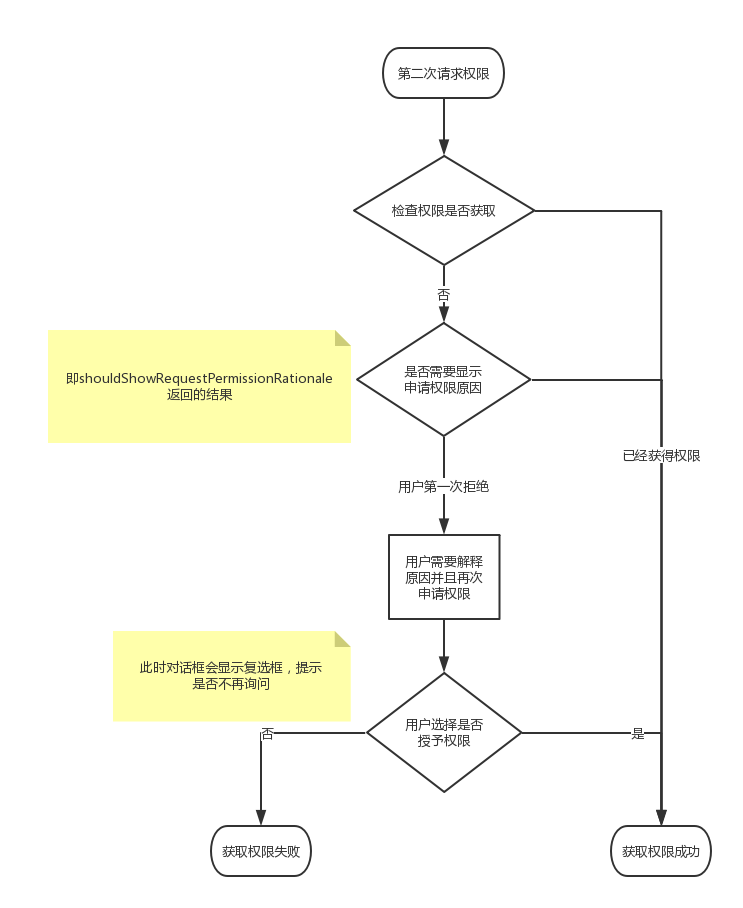 第二次请求权限
检查权限是否获取
否
是否需要显示
申请权限原因
即shouldShowRequestPermissionRationale
返回的结果
已经获得权限
用户第一次拒绝
用户需要解释
原因并且再次
申请权限
此时对话框会显示复选框，提示
是否不再询问
用户选择是否
授予权限
否
是
获取权限失败
获取权限成功